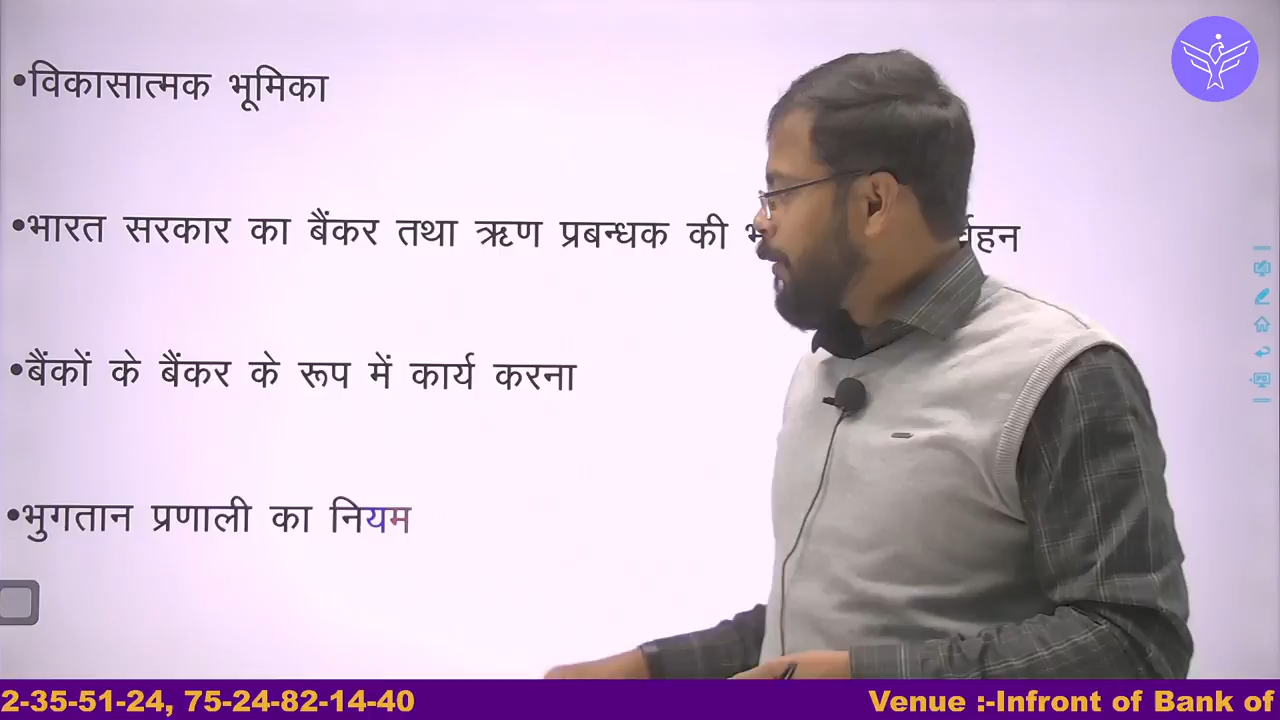 •विकासात्मक भूमिका
•भारत सरकार का बैंकर तथा ऋण प्रबन्धक की
•बैंकों के बैंकर के रूप में कार्य करना
•भुगतान प्रणाली का नियम
2-35-51-24, 75-24-82-14-40
Venue :-Infront of Bank of